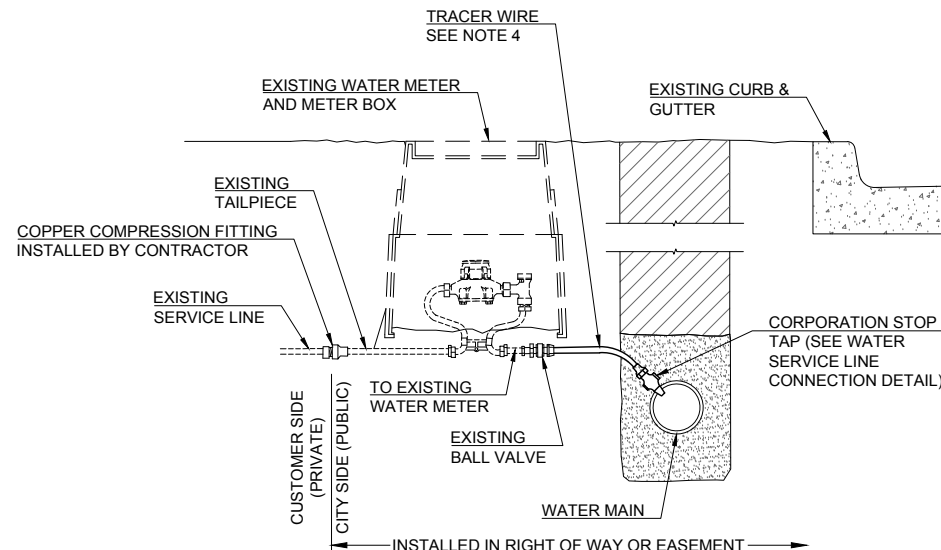 TRACER WIRE
SEE NOTE 4
EXISTING WATER METER
AND METER BOX
EXISTING CURB &
GUTTER
EXISTING
TAILPIECE
COPPER COMPRESSION FITTING
INSTALLED BY CONTRACTOR
EXISTING
SERVICE LINE
CORPORATION STOP
TAP (SEE WATER
SERVICE LINE
CONNECTION DETAIL)
TO EXISTING
WATER METER
EXISTING
BALL VALVE
WATER MAIN
CUSTOMER SIDE
(PRIVATE)
CITY SIDE (PUBLIC)
INSTALLED IN RIGHT OF WAY OR EASEMENT